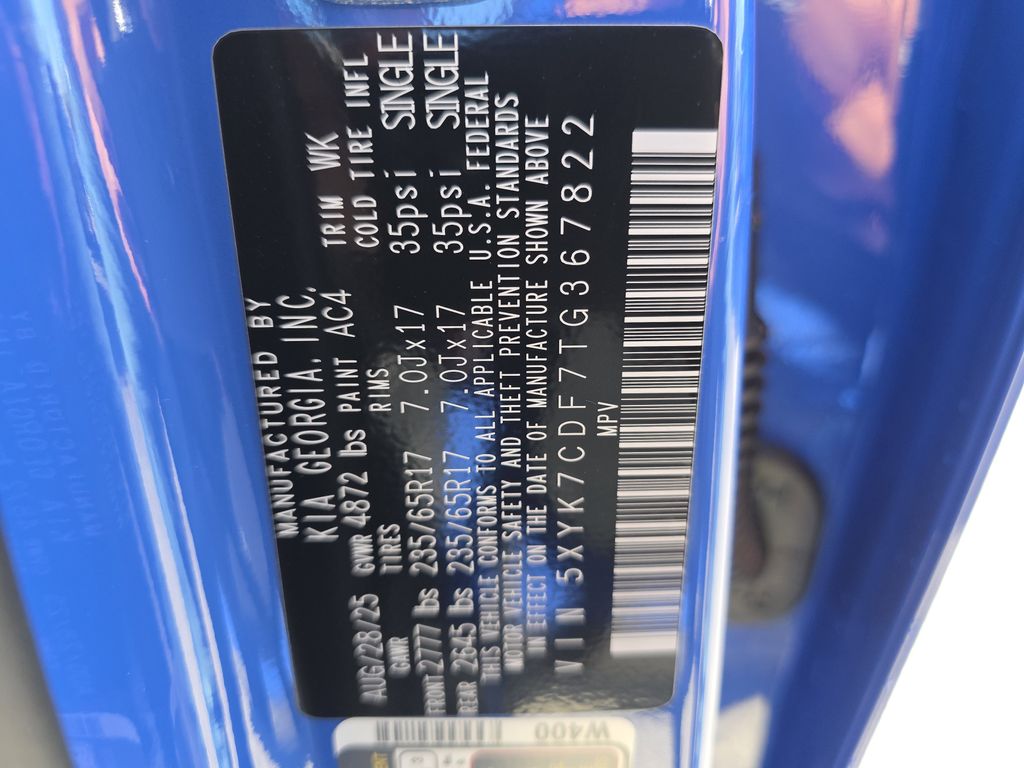 MANUFACTURED BY
KIA GEORGIA. INC.
AUG/28/25 GVWR 4872 lbs PAINT AC4 TRIM WK
GAWR TIRES RIMS COLD TIRE INFL
FRONT 2777 lbs 235/65R17 7.0JX17 35psi SINGLE
REAR 2645 lbs 235/65R17 7.0JX17 35psi SINGLE
THIS VEHICLE CONFORMS TO ALL APPLICABLE U.S.A. FEDERAL
MOTOR VEHICLE SAFETY AND THEFT PREVENTION STANDARDS
IN EFFECT ON THE DATE OF MANUFACTURE SHOWN ABOVE
VIN 5XYK7CDF7TG367822
MPV
W400